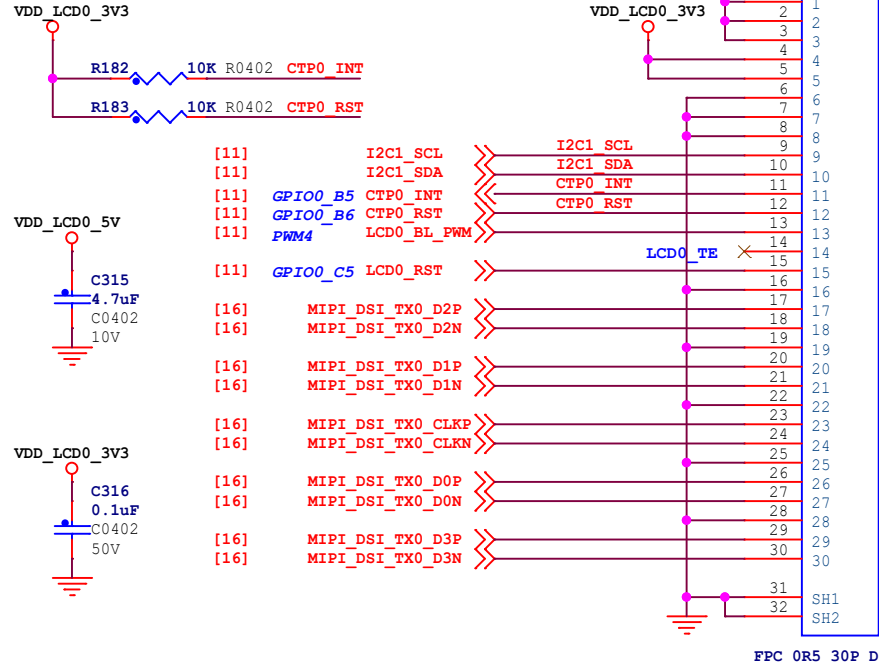 VDD_LCD0_3V3
R182 10K R0402 CTP0_INT
R183 10K R0402 CTP0_RST
VDD_LCD0_3V3
1 1
2 2
3 3
4 4
5 5
6 6
7 7
8 8
[11] I2C1_SCL I2C1_SCL 9 9
[11] I2C1_SDA I2C1_SDA 10 10
[11] GPIO0_B5 CTP0_INT CTP0_INT 11 11
[11] GPIO0_B6 CTP0_RST CTP0_RST 12 12
[11] PWM4 LCD0_BL_PWM 13 13
LCD0_TE 14 14
[11] GPIO0_C5 LCD0_RST 15 15
16 16
[16] MIPI_DSI_TX0_D2P 17 17
[16] MIPI_DSI_TX0_D2N 18 18
19 19
[16] MIPI_DSI_TX0_D1P 20 20
[16] MIPI_DSI_TX0_D1N 21 21
22 22
[16] MIPI_DSI_TX0_CLKP 23 23
[16] MIPI_DSI_TX0_CLKN 24 24
25 25
[16] MIPI_DSI_TX0_D0P 26 26
[16] MIPI_DSI_TX0_D0N 27 27
28 28
[16] MIPI_DSI_TX0_D3P 29 29
[16] MIPI_DSI_TX0_D3N 30 30
31 SH1
32 SH2
VDD_LCD0_5V
C315
4.7uF
C0402
10V
VDD_LCD0_3V3
C316
0.1uF
C0402
50V
FPC 0R5 30P D